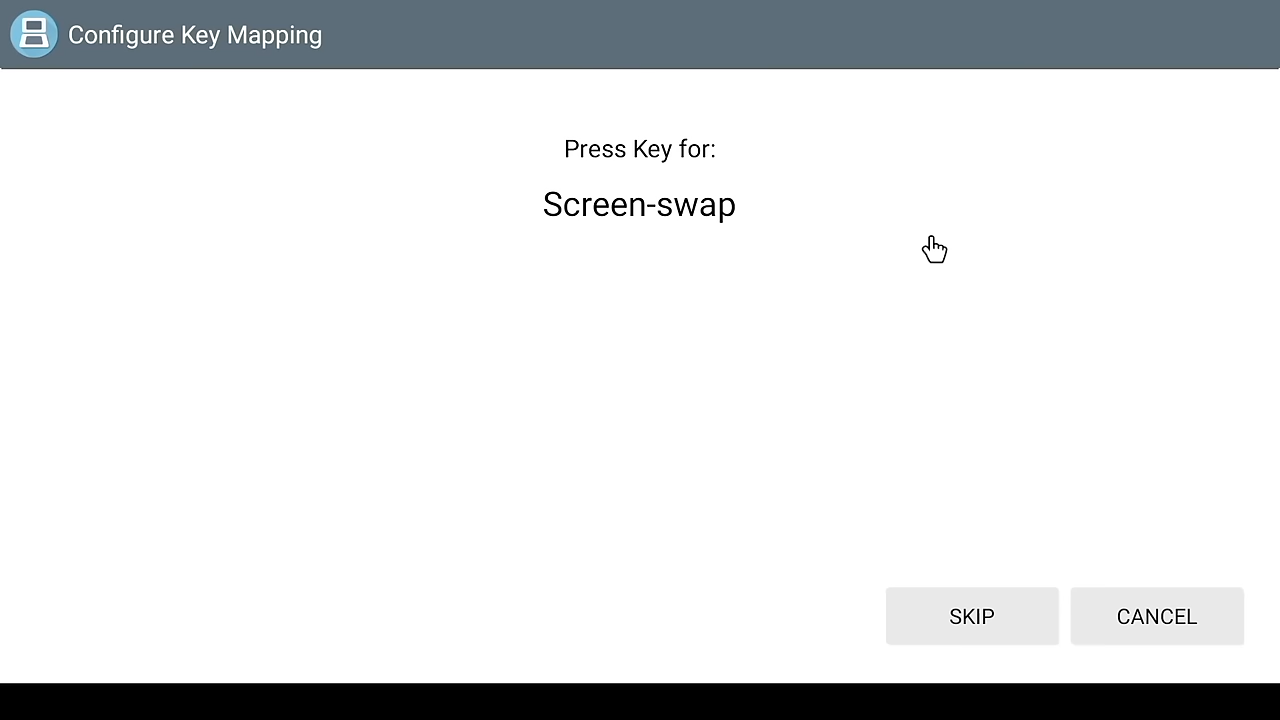 Configure Key Mapping
Press Key for:
Screen-swap
SKIP CANCEL